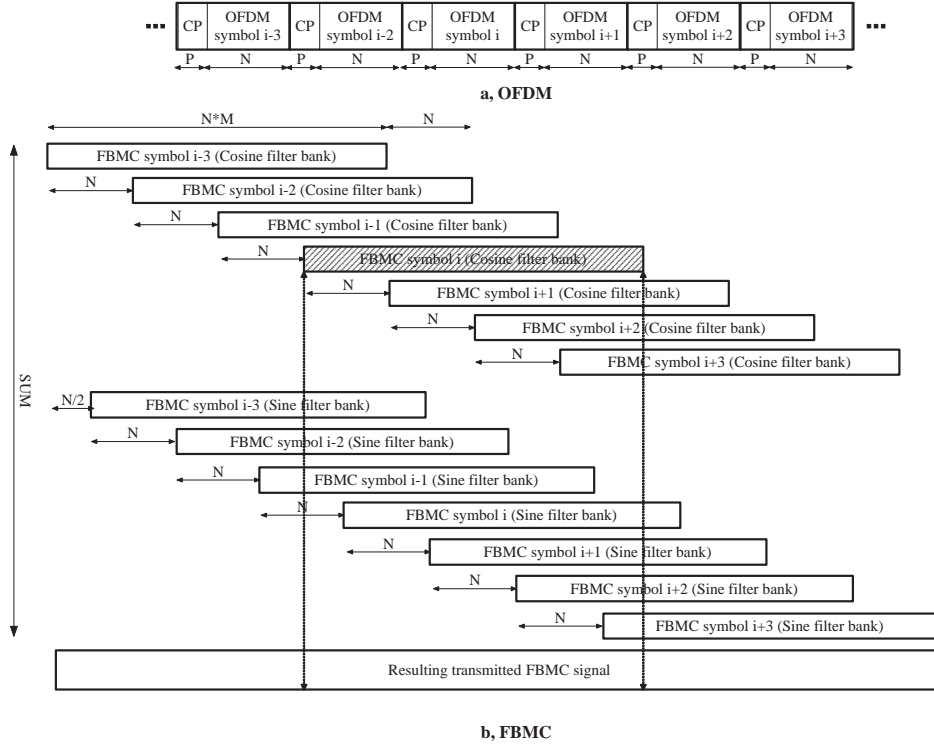 ... CP OFDM symbol i-3 CP OFDM symbol i-2 CP OFDM symbol i CP OFDM symbol i+1 CP OFDM symbol i+2 CP OFDM symbol i+3 ...
P N P N P N P N P N P N
a, OFDM
N*M N
FBMC symbol i-3 (Cosine filter bank)
N FBMC symbol i-2 (Cosine filter bank)
N FBMC symbol i-1 (Cosine filter bank)
N FBMC symbol i (Cosine filter bank)
N FBMC symbol i+1 (Cosine filter bank)
N FBMC symbol i+2 (Cosine filter bank)
N FBMC symbol i+3 (Cosine filter bank)
SUM
N/2 FBMC symbol i-3 (Sine filter bank)
N FBMC symbol i-2 (Sine filter bank)
N FBMC symbol i-1 (Sine filter bank)
N FBMC symbol i (Sine filter bank)
N FBMC symbol i+1 (Sine filter bank)
N FBMC symbol i+2 (Sine filter bank)
N FBMC symbol i+3 (Sine filter bank)
Resulting transmitted FBMC signal
b, FBMC